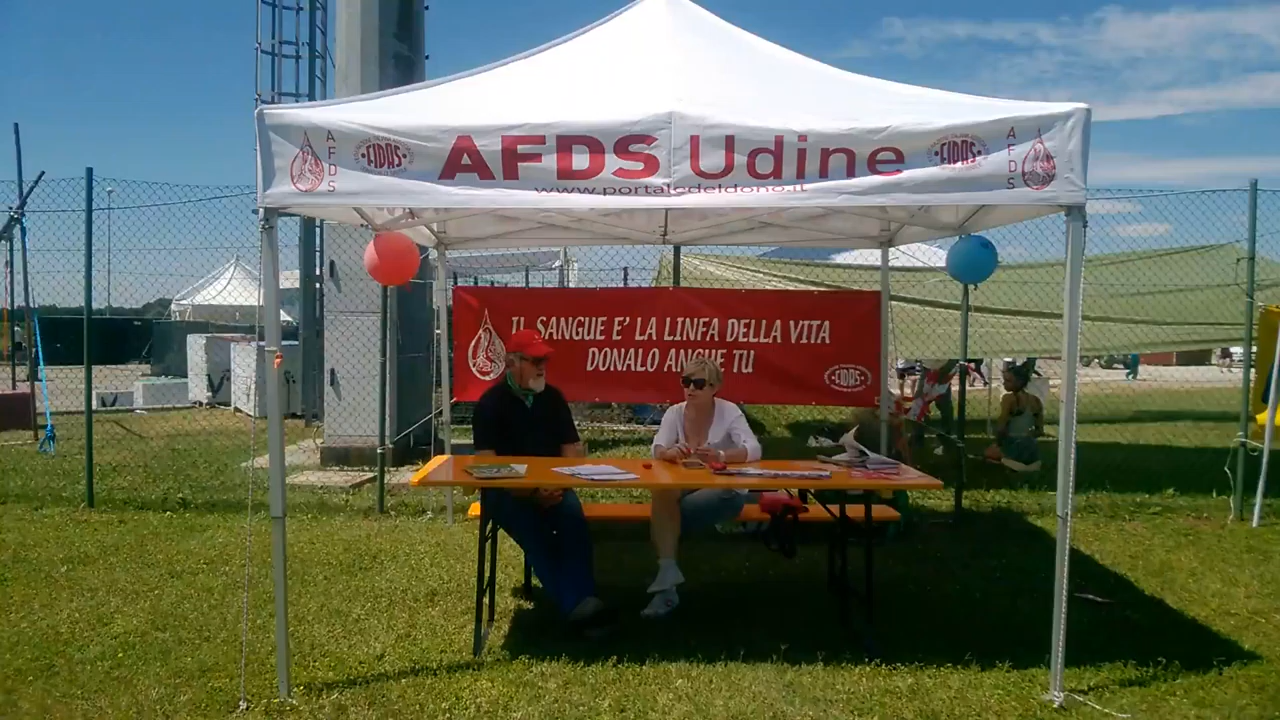 AFDS
FIDAS
AFDS Udine
FIDAS
AFDS
www.portaledeldono.it
IL SANGUE E' LA LINFA DELLA VITA
DONALO ANCHE TU
FIDAS